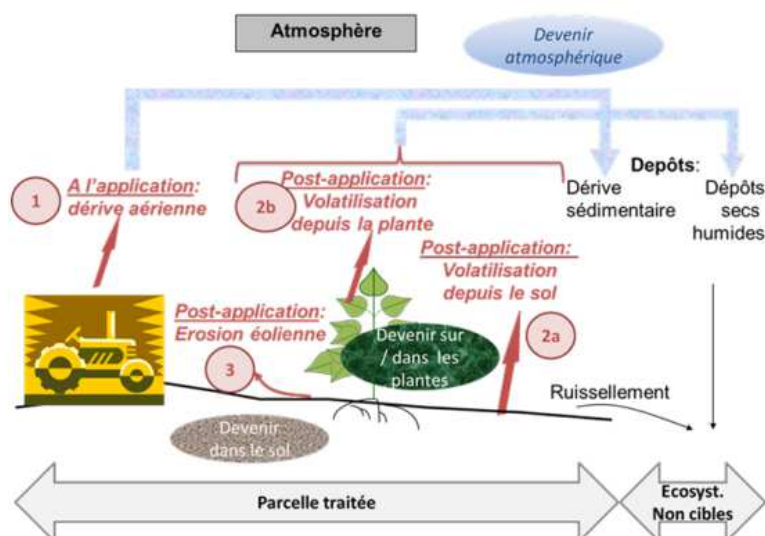 Atmosphère
Devenir
atmosphérique
1
A l'application:
dérive aérienne
2b
Post-application:
Volatilisation
depuis la plante
Depôts:
Dérive
sédimentaire
Dépôts
secs
humides
Post-application:
Volatilisation
depuis le sol
2a
Post-application:
Erosion éolienne
3
Devenir sur
/ dans les
plantes
Devenir
dans le sol
Ruissellement
Parcelle traitée
Ecosyst.
Non cibles